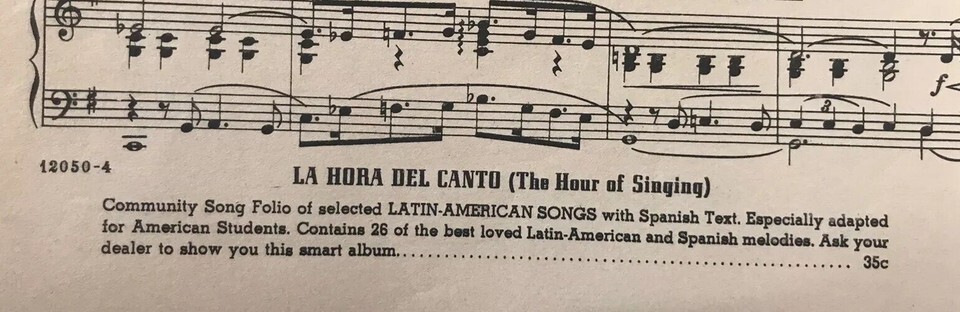 3
f
12050-4
LA HORA DEL CANTO (The Hour of Singing)
Community Song Folio of selected LATIN-AMERICAN SONGS with Spanish Text. Especially adapted
for American Students. Contains 26 of the best loved Latin-American and Spanish melodies. Ask your
dealer to show you this smart album. . . . . . . . . . . . . . . . . . . . . . . . . . . . . . . . . . . . . . . . . . . . . . . . . . 35c